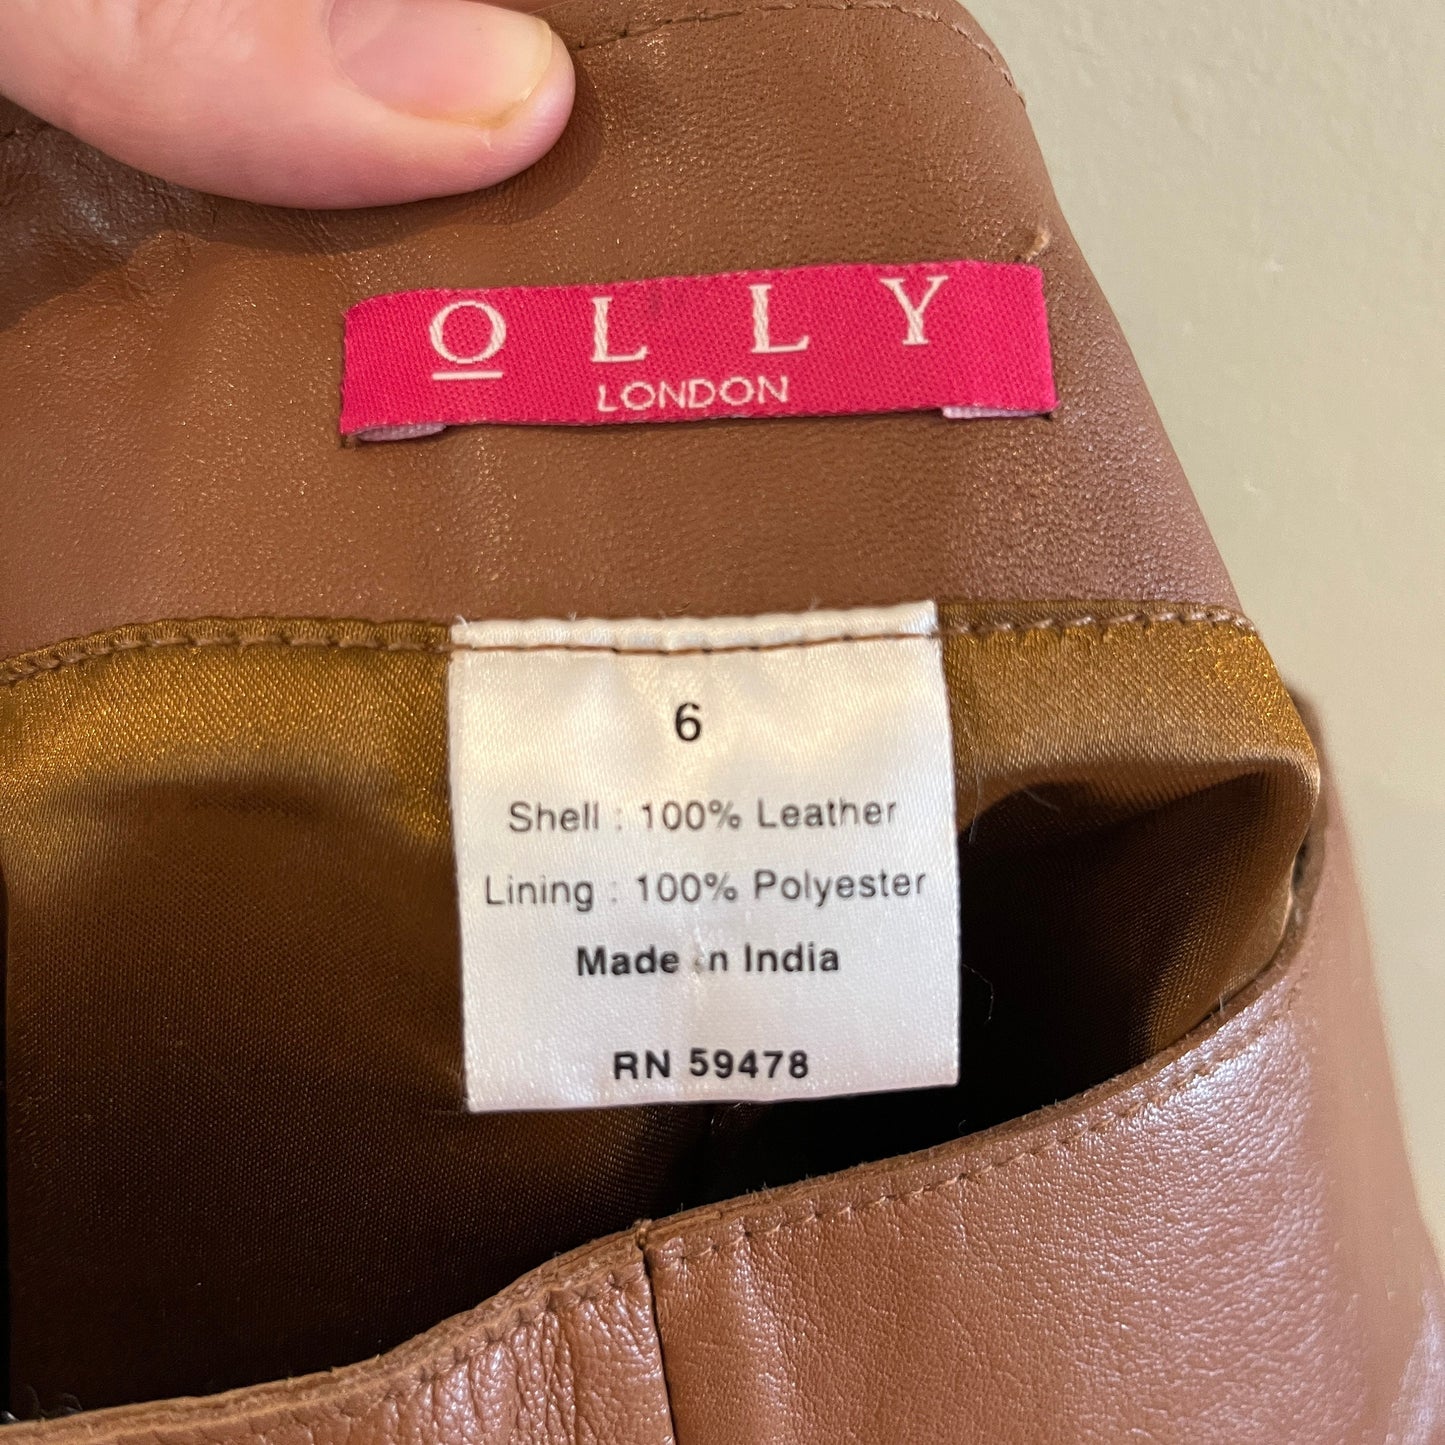 OLLY
LONDON
6
Shell : 100% Leather
Lining : 100% Polyester
Made in India
RN 59478